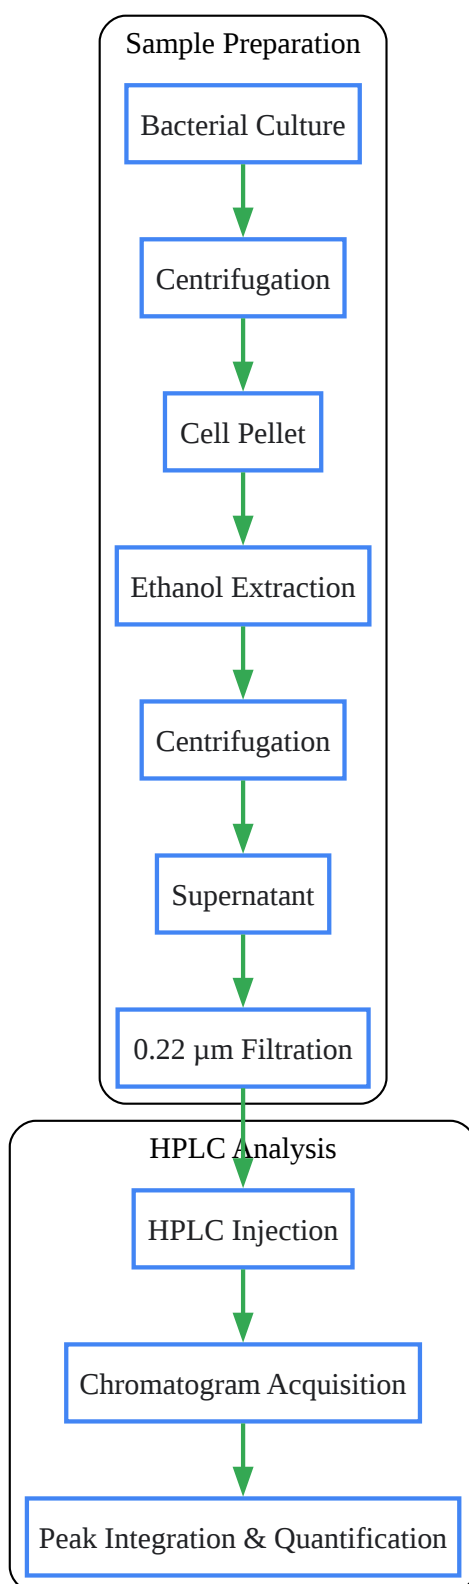 Sample Preparation
Bacterial Culture
Centrifugation
Cell Pellet
Ethanol Extraction
Centrifugation
Supernatant
0.22 µm Filtration
HPLC Analysis
HPLC Injection
Chromatogram Acquisition
Peak Integration & Quantification